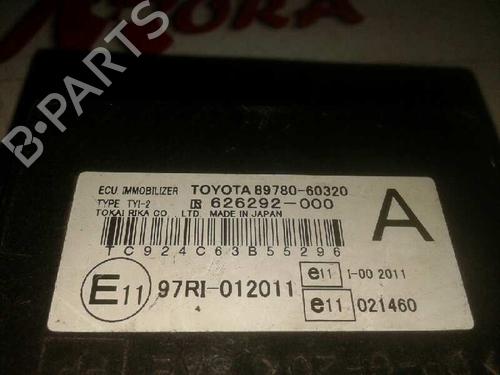 RORA
B-PARTS
ECU IMMOBILIZER TOYOTA 89780-60320
TYPE TYI-2 626292-000
TOKAI RIKA CO. LTD. MADE IN JAPAN
A
TC924C63B55296
E11 97RI-012011
e11 I-00 2011
e11 021460